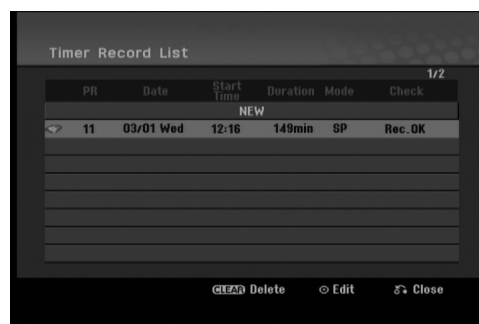 Timer Record List
1/2
PR Date Start Time Duration Mode Check
NEW
11 03/01 Wed 12:16 149min SP Rec. OK
CLEAR Delete ⊙ Edit Close